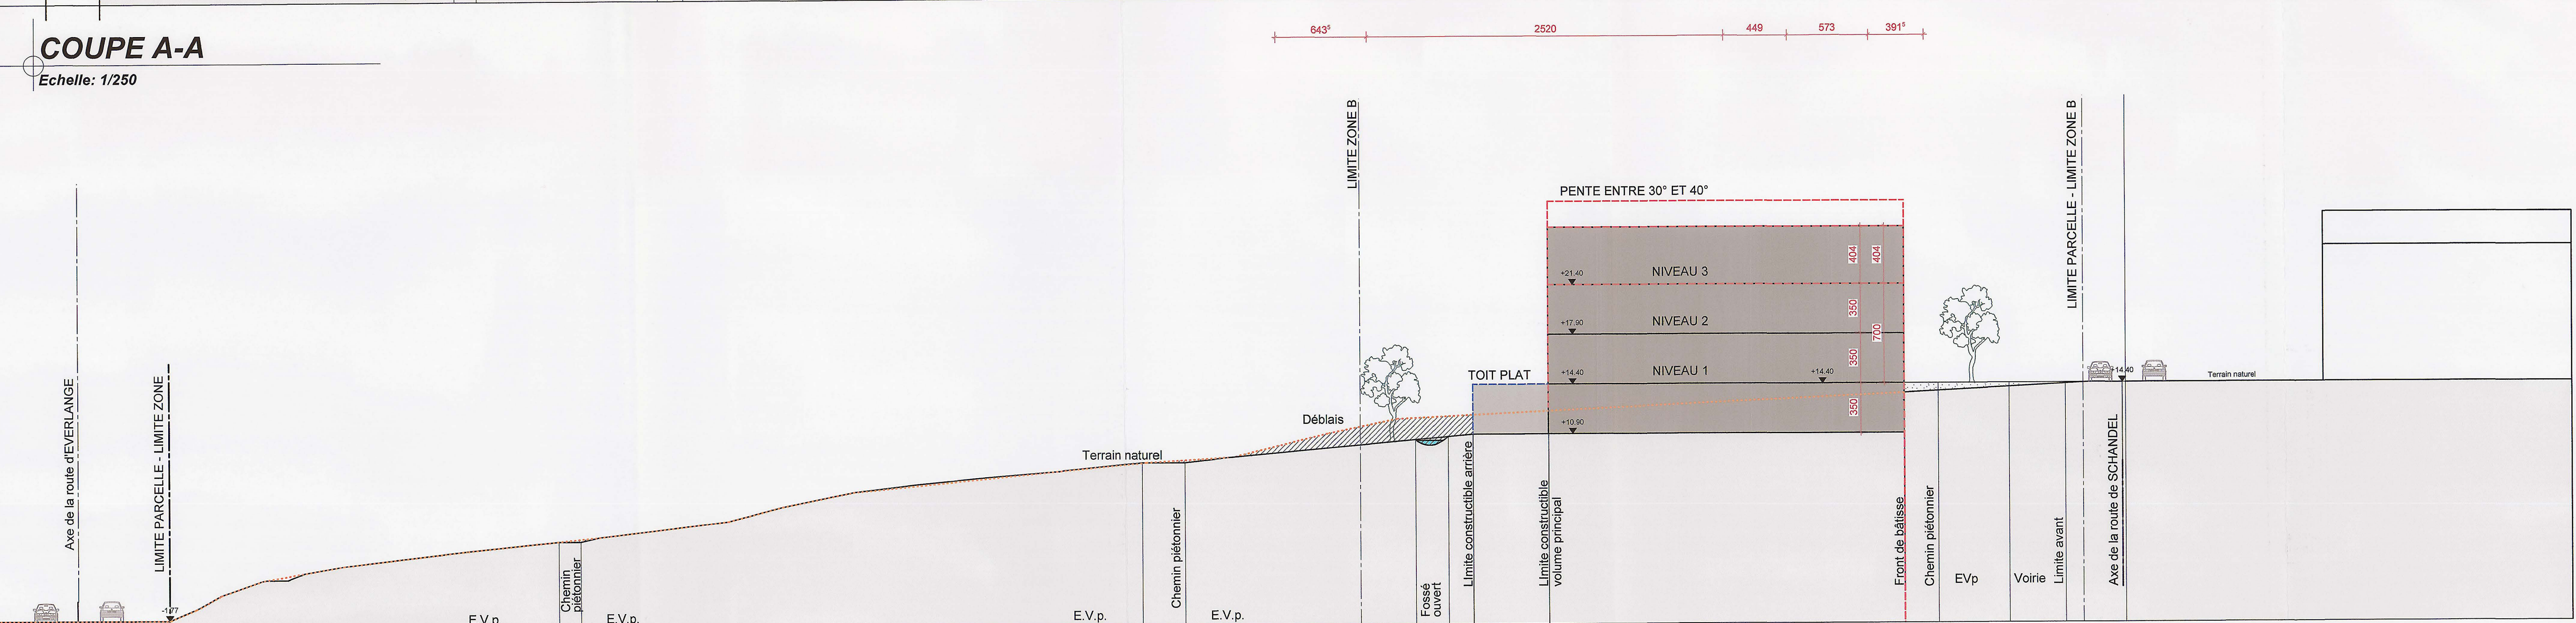 COUPE A-A
Echelle: 1/250
643⁵ 2520 449 573 391⁵
LIMITE ZONE B
LIMITE PARCELLE - LIMITE ZONE B
PENTE ENTRE 30° ET 40°
404 404
+21.40 NIVEAU 3
350
+17.90 NIVEAU 2
700
350
TOIT PLAT
+14.40 NIVEAU 1 +14.40
+14.40
Terrain naturel
350
Déblais
+10.90
Terrain naturel
Axe de la route d'EVERLANGE
LIMITE PARCELLE - LIMITE ZONE
-1.77
E.V.p.
Chemin
piétonnier
E.V.p.
E.V.p.
Chemin piétonnier
E.V.p.
Fossé
ouvert
LImite constructible arrière
LImite constructible
volume principal
Front de bâtisse
Chemin piétonnier
EVp
Voirie
Limite avant
Axe de la route de SCHANDEL